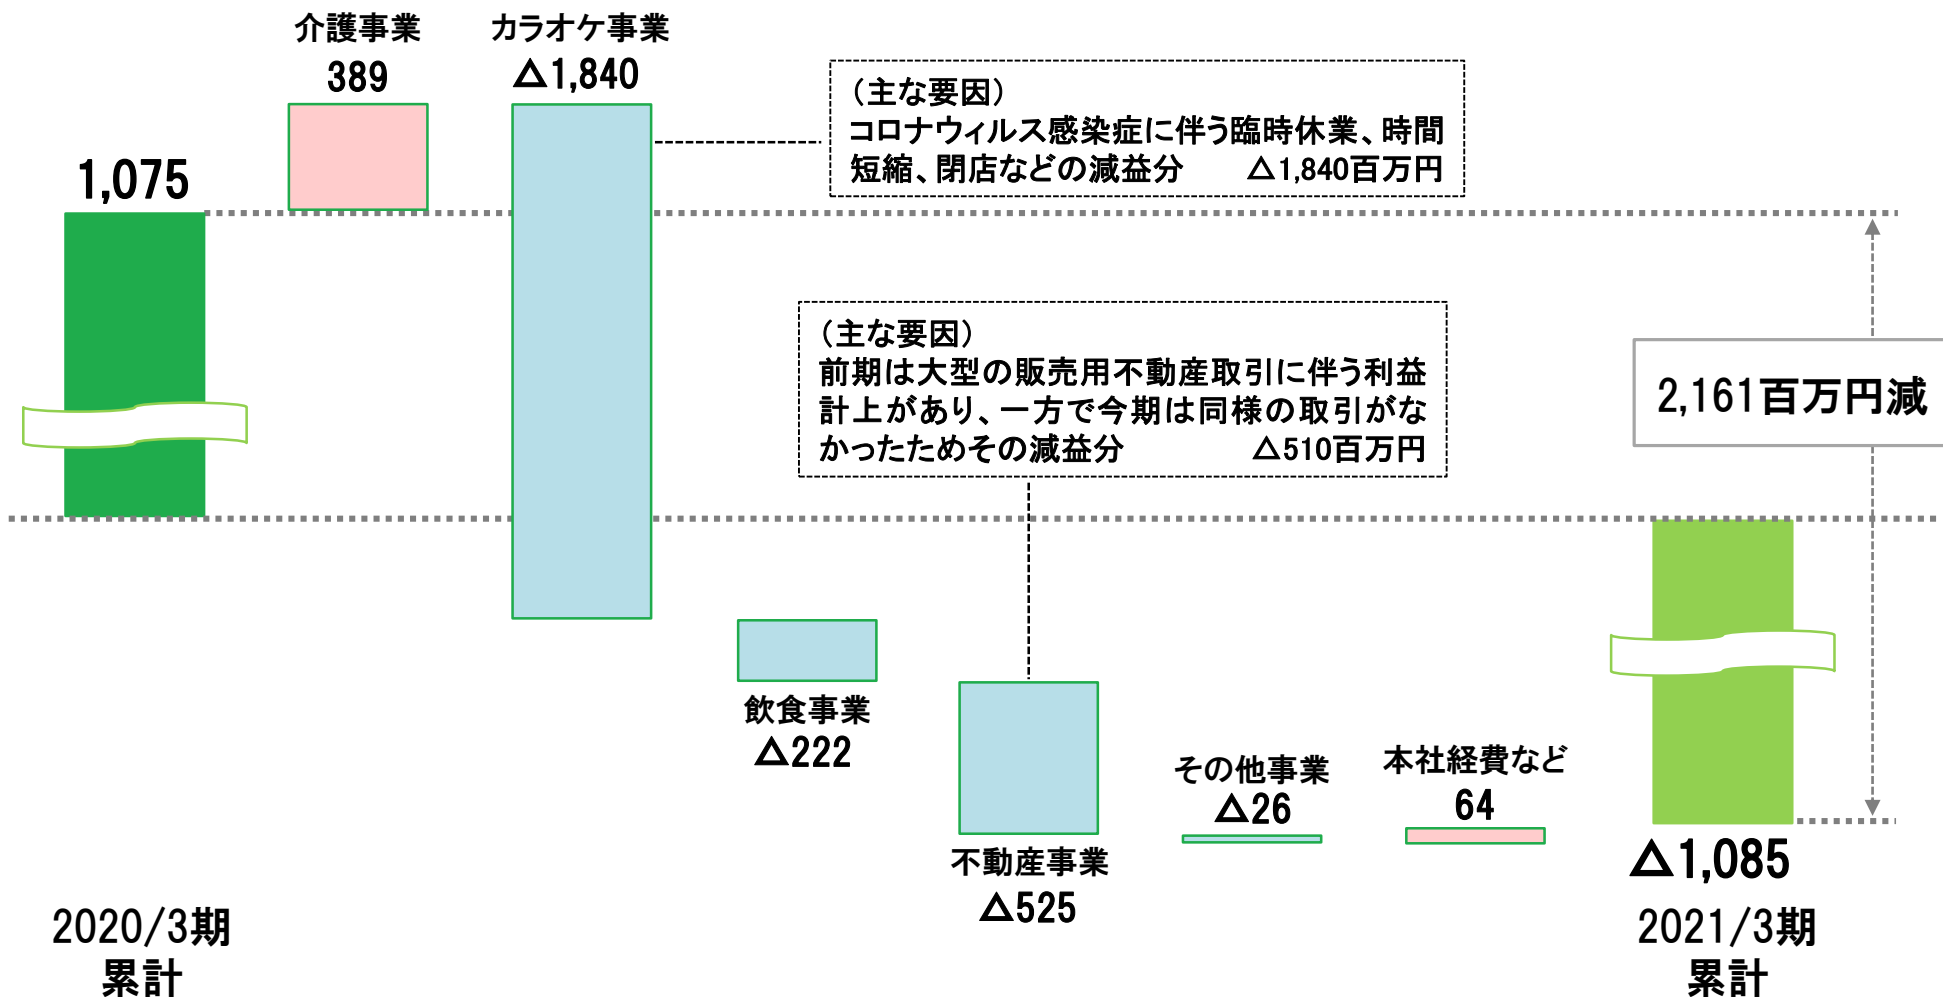 介護事業
389
カラオケ事業
△1,840
(主な要因)
コロナウィルス感染症に伴う臨時休業、時間
短縮、閉店などの減益分 △1,840百万円
1,075
(主な要因)
前期は大型の販売用不動産取引に伴う利益
計上があり、一方で今期は同様の取引がな
かったためその減益分 △510百万円
2,161百万円減
飲食事業
△222
不動産事業
△525
その他事業
△26
本社経費など
64
△1,085
2020/3期
累計
2021/3期
累計